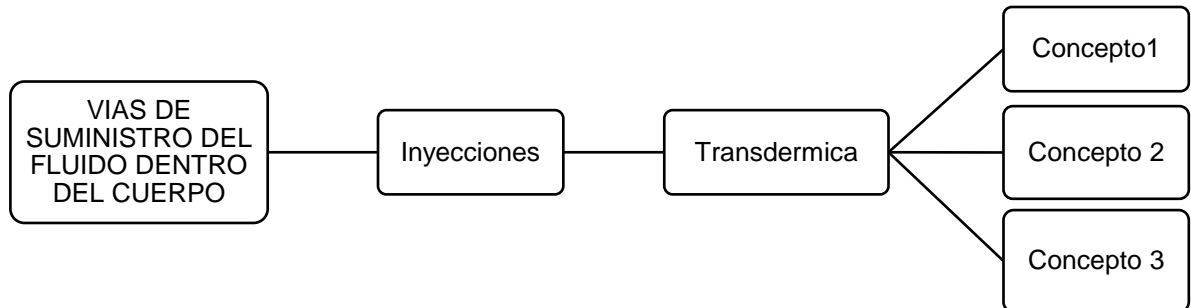 VIAS DE
SUMINISTRO DEL
FLUIDO DENTRO
DEL CUERPO
Inyecciones
Transdermica
Concepto1
Concepto 2
Concepto 3